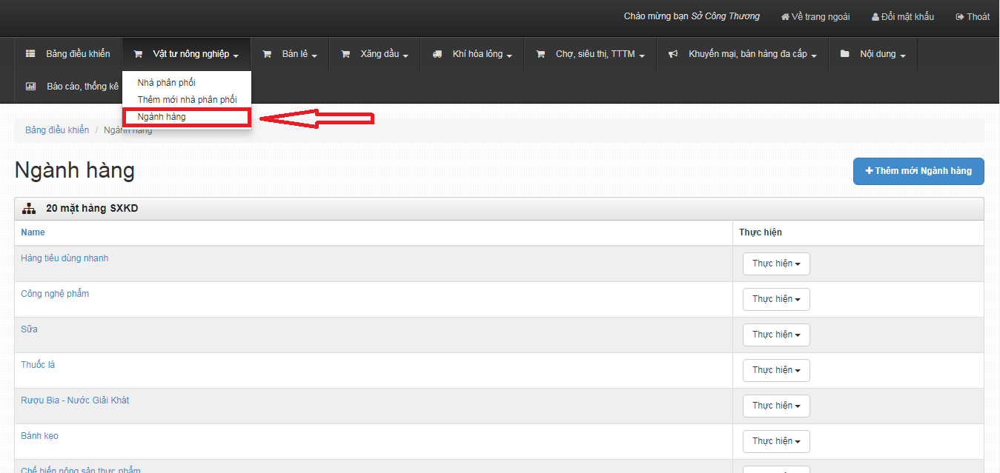 Chào mừng bạn Sở Công Thương Về trang ngoài Đổi mật khẩu Thoát
Bảng điều khiển Vật tư nông nghiệp Bán lẻ Xăng dầu Khí hóa lỏng Chợ, siêu thị, TTTM Khuyến mại, bán hàng đa cấp Nội dung
Báo cáo, thống kê
Nhà phân phối
Thêm mới nhà phân phối
Ngành hàng
Bảng điều khiển / Ngành hàng
Ngành hàng
Thêm mới Ngành hàng
20 mặt hàng SXKD
Name Thực hiện
Hàng tiêu dùng nhanh Thực hiện
Công nghệ phẩm Thực hiện
Sữa Thực hiện
Thuốc lá Thực hiện
Rượu Bia - Nước Giải Khát Thực hiện
Bánh kẹo Thực hiện
Chế biến nông sản thực phẩm